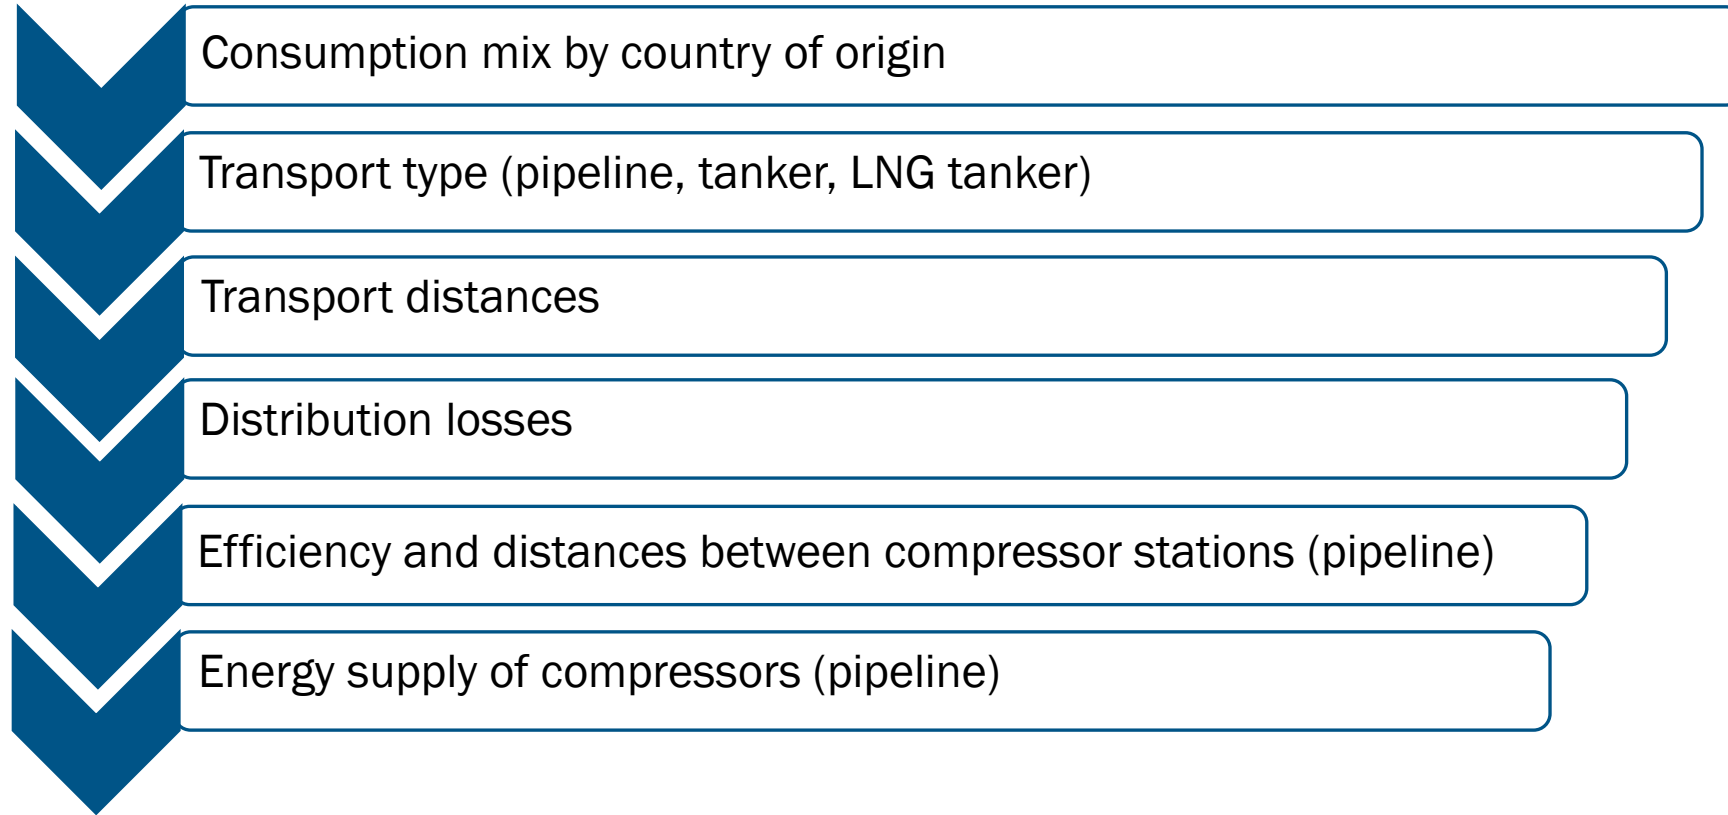 Consumption mix by country of origin
Transport type (pipeline, tanker, LNG tanker)
Transport distances
Distribution losses
Efficiency and distances between compressor stations (pipeline)
Energy supply of compressors (pipeline)